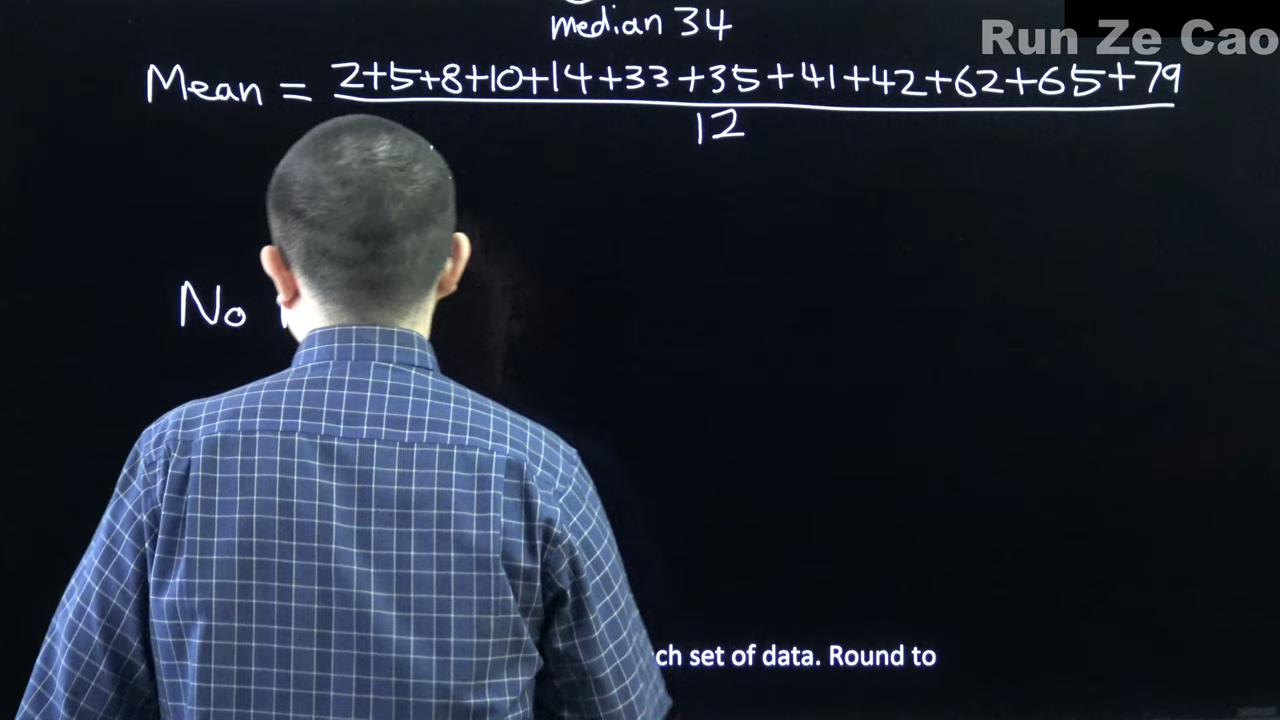 median 34
Run Ze Cao
Mean = 2+5+8+10+14+33+35+41+42+62+65+79
12
No
set of data. Round to